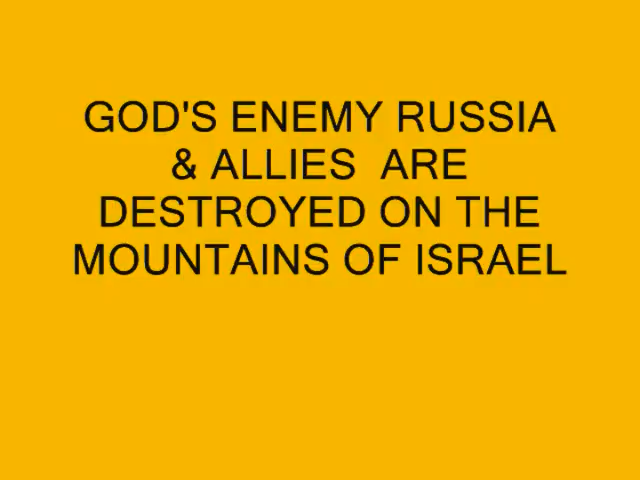 GOD'S ENEMY RUSSIA
& ALLIES  ARE
DESTROYED ON THE
MOUNTAINS OF ISRAEL